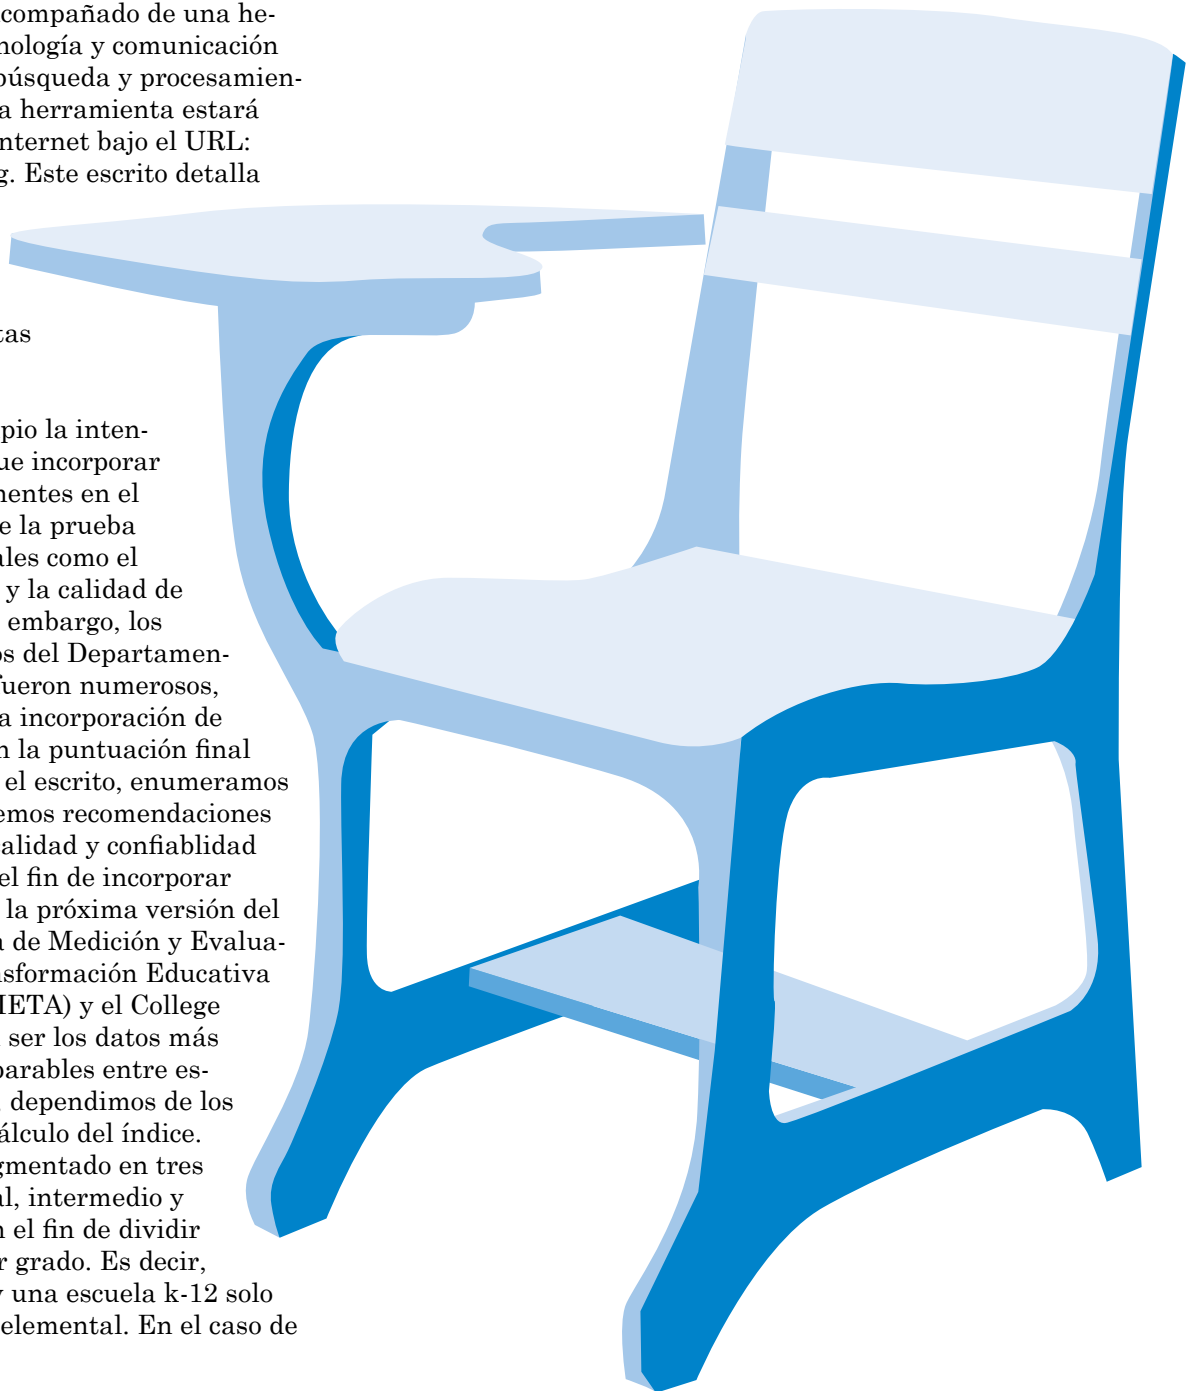 compañado de una he-
nología y comunicación
búsqueda y procesamien-
a herramienta estará
nternet bajo el URL:
g. Este escrito detalla
tas
pio la inten-
ue incorporar
nentes en el
e la prueba
ales como el
y la calidad de
embargo, los
os del Departamen-
fueron numerosos,
a incorporación de
n la puntuación final
el escrito, enumeramos
emos recomendaciones
alidad y confiablidad
el fin de incorporar
la próxima versión del
a de Medición y Evalua-
nsformación Educativa
META) y el College
ser los datos más
parables entre es-
dependimos de los
álculo del índice.
gmentado en tres
al, intermedio y
n el fin de dividir
r grado. Es decir,
y una escuela k-12 solo
elemental. En el caso de